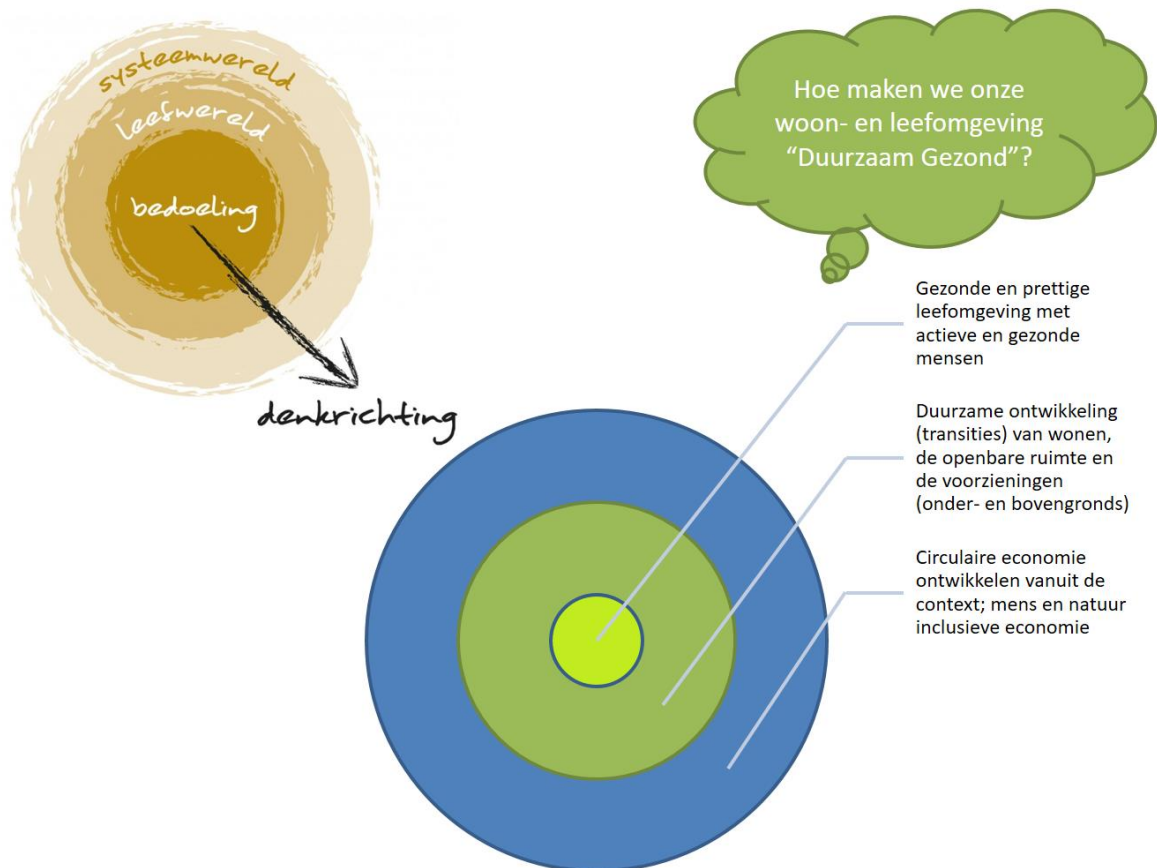 systeemwereld
leefwereld
bedoeling
denkrichting
Hoe maken we onze
woon- en leefomgeving
“Duurzaam Gezond”?
Gezonde en prettige
leefomgeving met
actieve en gezonde
mensen
Duurzame ontwikkeling
(transities) van wonen,
de openbare ruimte en
de voorzieningen
(onder- en bovengronds)
Circulaire economie
ontwikkelen vanuit de
context; mens en natuur
inclusieve economie